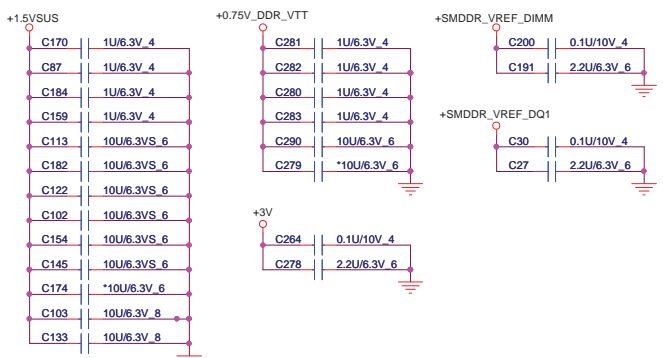 +1.5VSUS
C170 1U/6.3V_4
C87 1U/6.3V_4
C184 1U/6.3V_4
C159 1U/6.3V_4
C113 10U/6.3VS_6
C182 10U/6.3VS_6
C122 10U/6.3VS_6
C102 10U/6.3VS_6
C154 10U/6.3VS_6
C145 10U/6.3VS_6
C174 *10U/6.3V_6
C103 10U/6.3V_8
C133 10U/6.3V_8
+0.75V_DDR_VTT
C281 1U/6.3V_4
C282 1U/6.3V_4
C280 1U/6.3V_4
C283 1U/6.3V_4
C290 10U/6.3V_6
C279 *10U/6.3V_6
+3V
C264 0.1U/10V_4
C278 2.2U/6.3V_6
+SMDDR_VREF_DIMM
C200 0.1U/10V_4
C191 2.2U/6.3V_6
+SMDDR_VREF_DQ1
C30 0.1U/10V_4
C27 2.2U/6.3V_6